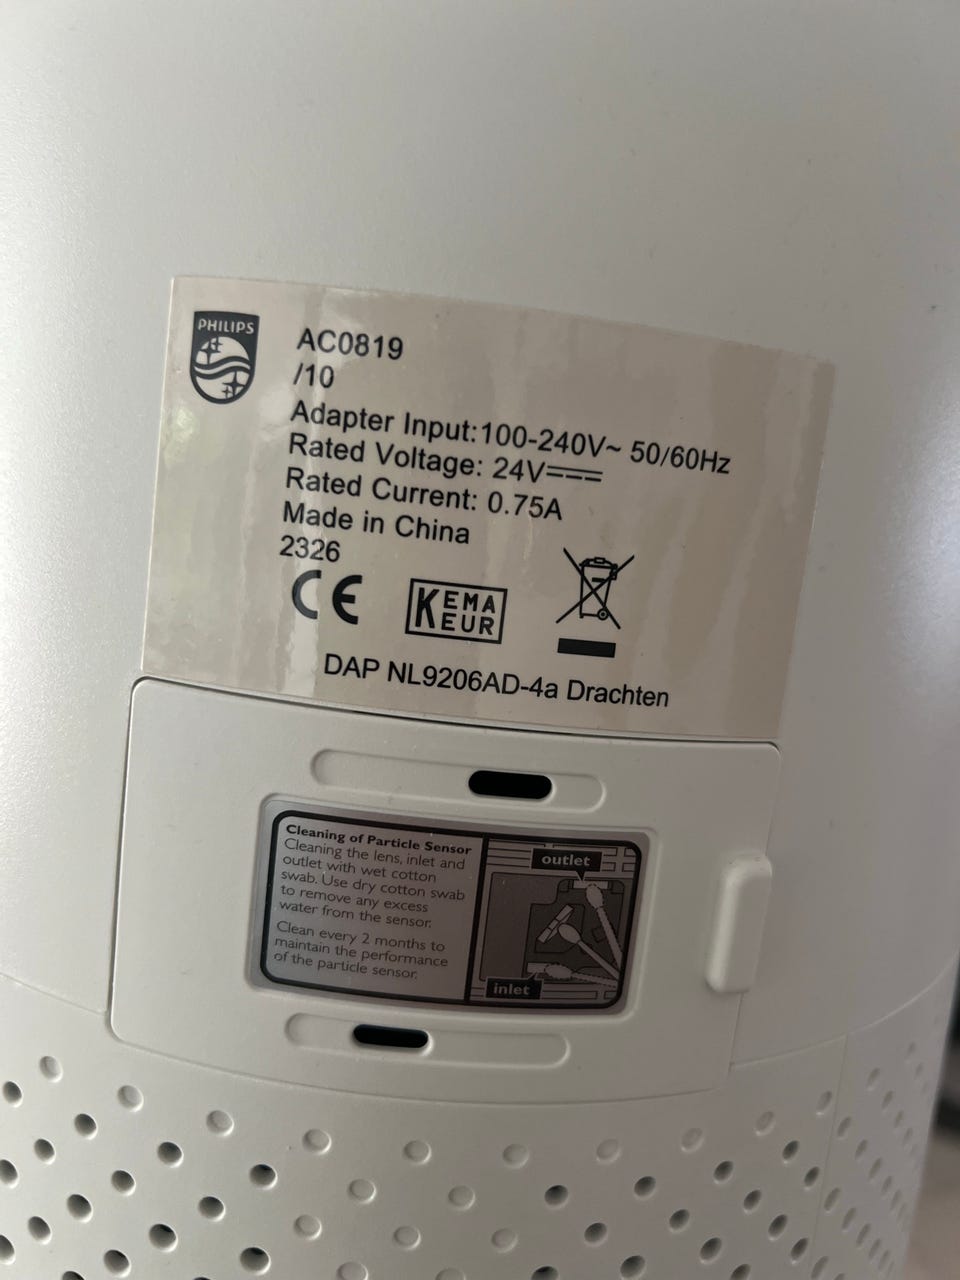 PHILIPS
AC0819
/10
Adapter Input:100-240V~ 50/60Hz
Rated Voltage: 24V⎓
Rated Current: 0.75A
Made in China
2326
CE
KEMA
EUR
DAP NL9206AD-4a Drachten
Cleaning of Particle Sensor
Cleaning the lens, inlet and
outlet with wet cotton
swab. Use dry cotton swab
to remove any excess
water from the sensor.
Clean every 2 months to
maintain the performance
of the particle sensor.
outlet
inlet